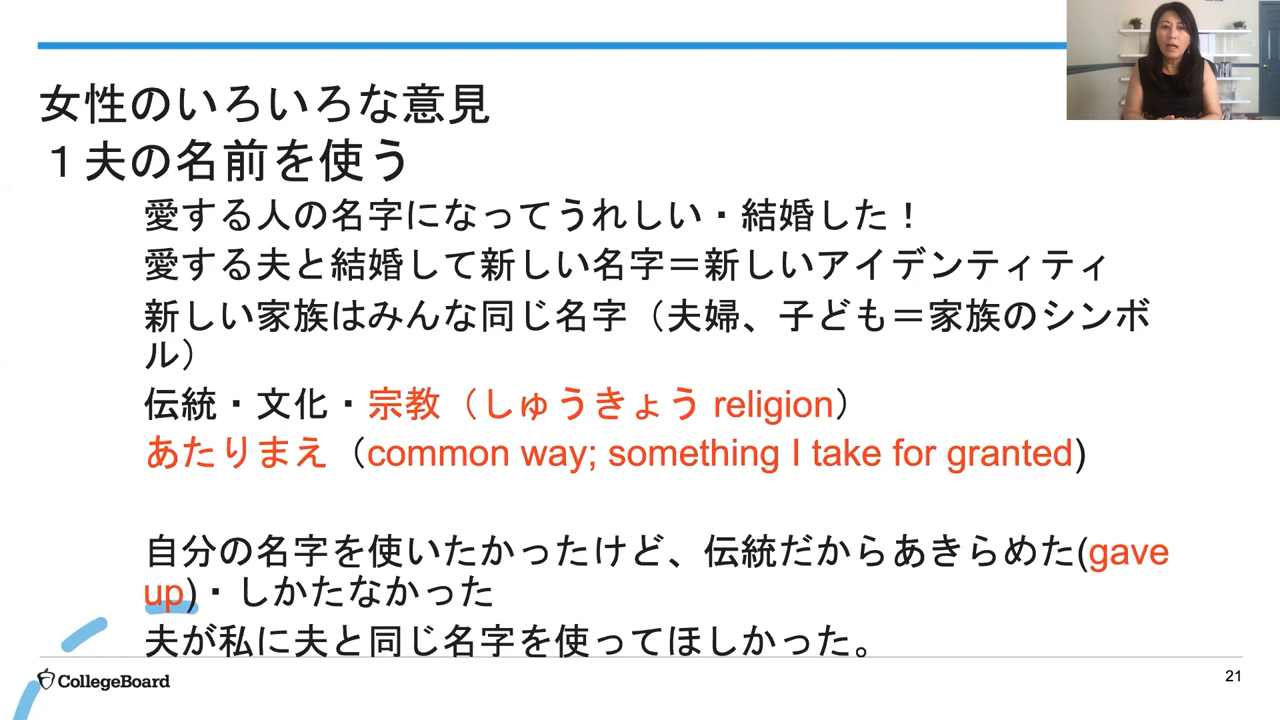 女性のいろいろな意見
１夫の名前を使う
愛する人の名字になってうれしい・結婚した！
愛する夫と結婚して新しい名字＝新しいアイデンティティ
新しい家族はみんな同じ名字（夫婦、子ども＝家族のシンボ
ル）
伝統・文化・宗教（しゅうきょう religion）
あたりまえ（common way; something I take for granted)
自分の名字を使いたかったけど、伝統だからあきらめた(gave
up)・しかたなかった
夫が私に夫と同じ名字を使ってほしかった。
CollegeBoard
21